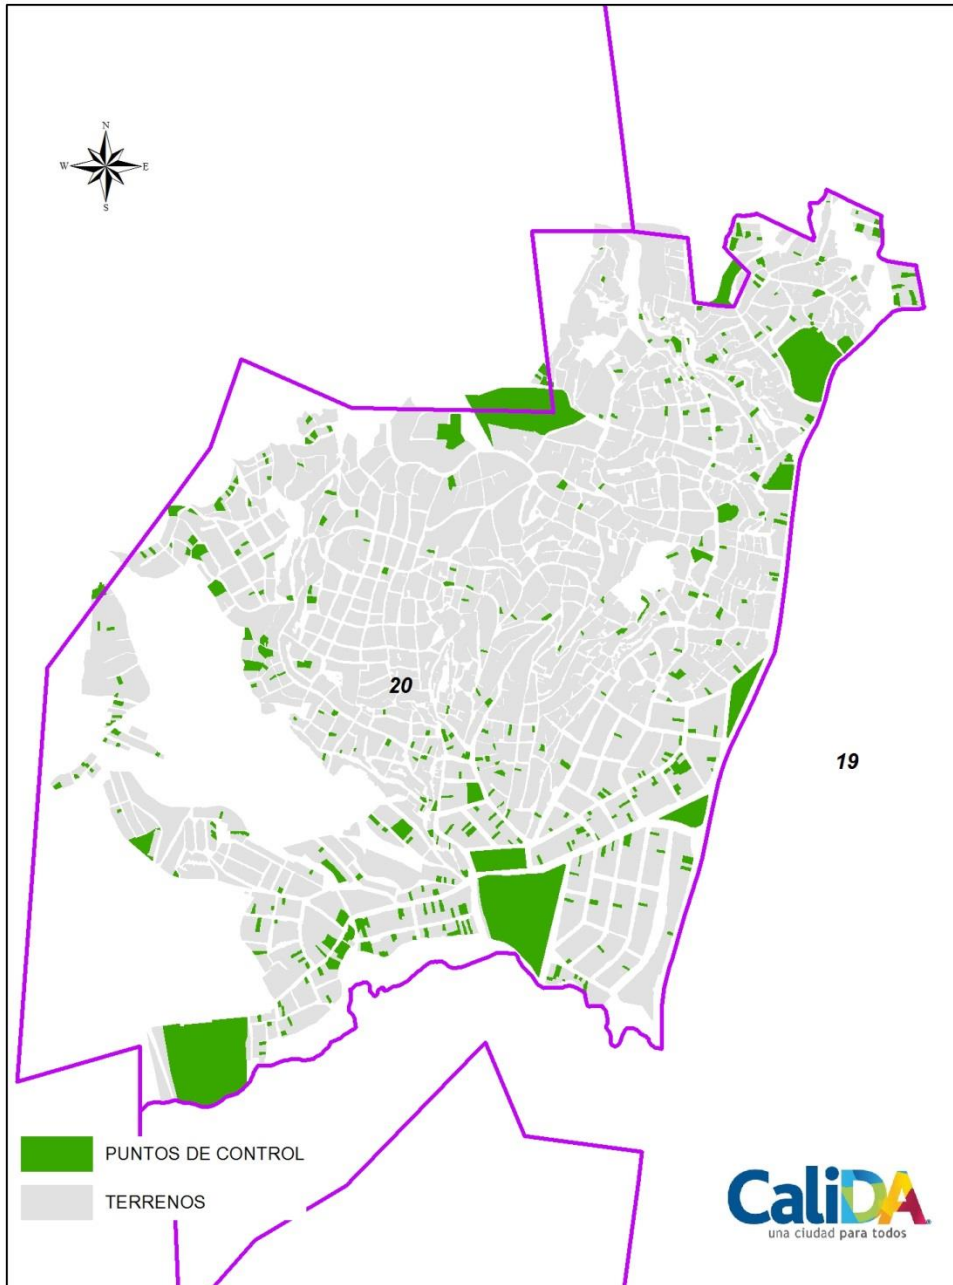 N
W E
S
20
19
PUNTOS DE CONTROL
TERRENOS
CaliDA
una ciudad para todos